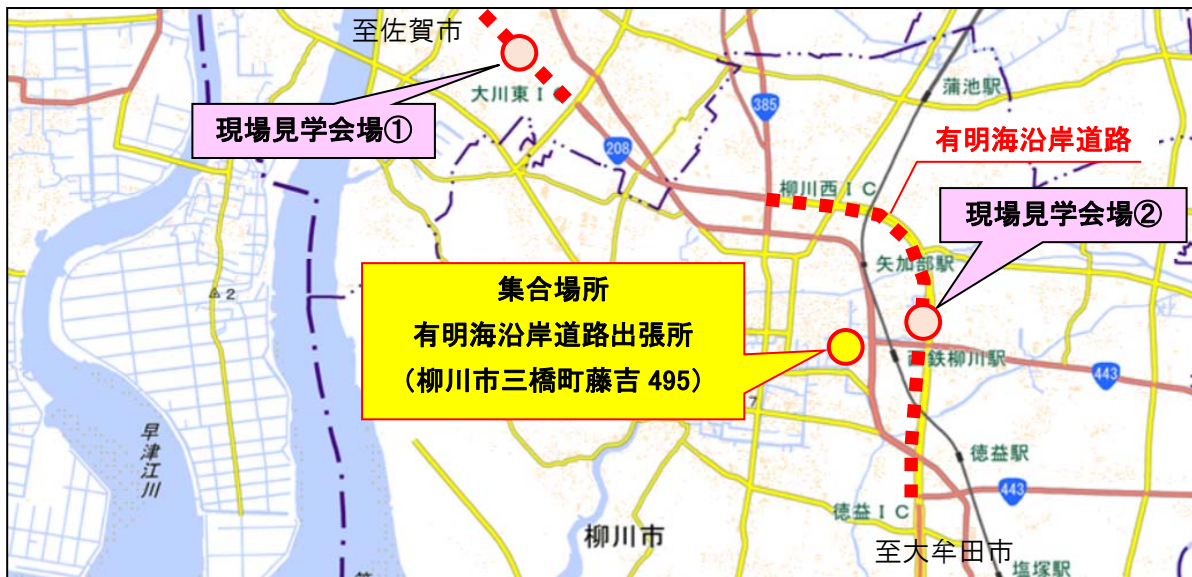 至佐賀市
大川東ＩＣ
現場見学会場①
385
蒲池駅
208
有明海沿岸道路
柳川西ＩＣ
現場見学会場②
矢加部駅
集合場所
有明海沿岸道路出張所
（柳川市三橋町藤吉 495）
2
西鉄柳川駅
443
7
早津江川
徳益駅
443
徳益ＩＣ
柳川市
至大牟田市
塩塚駅